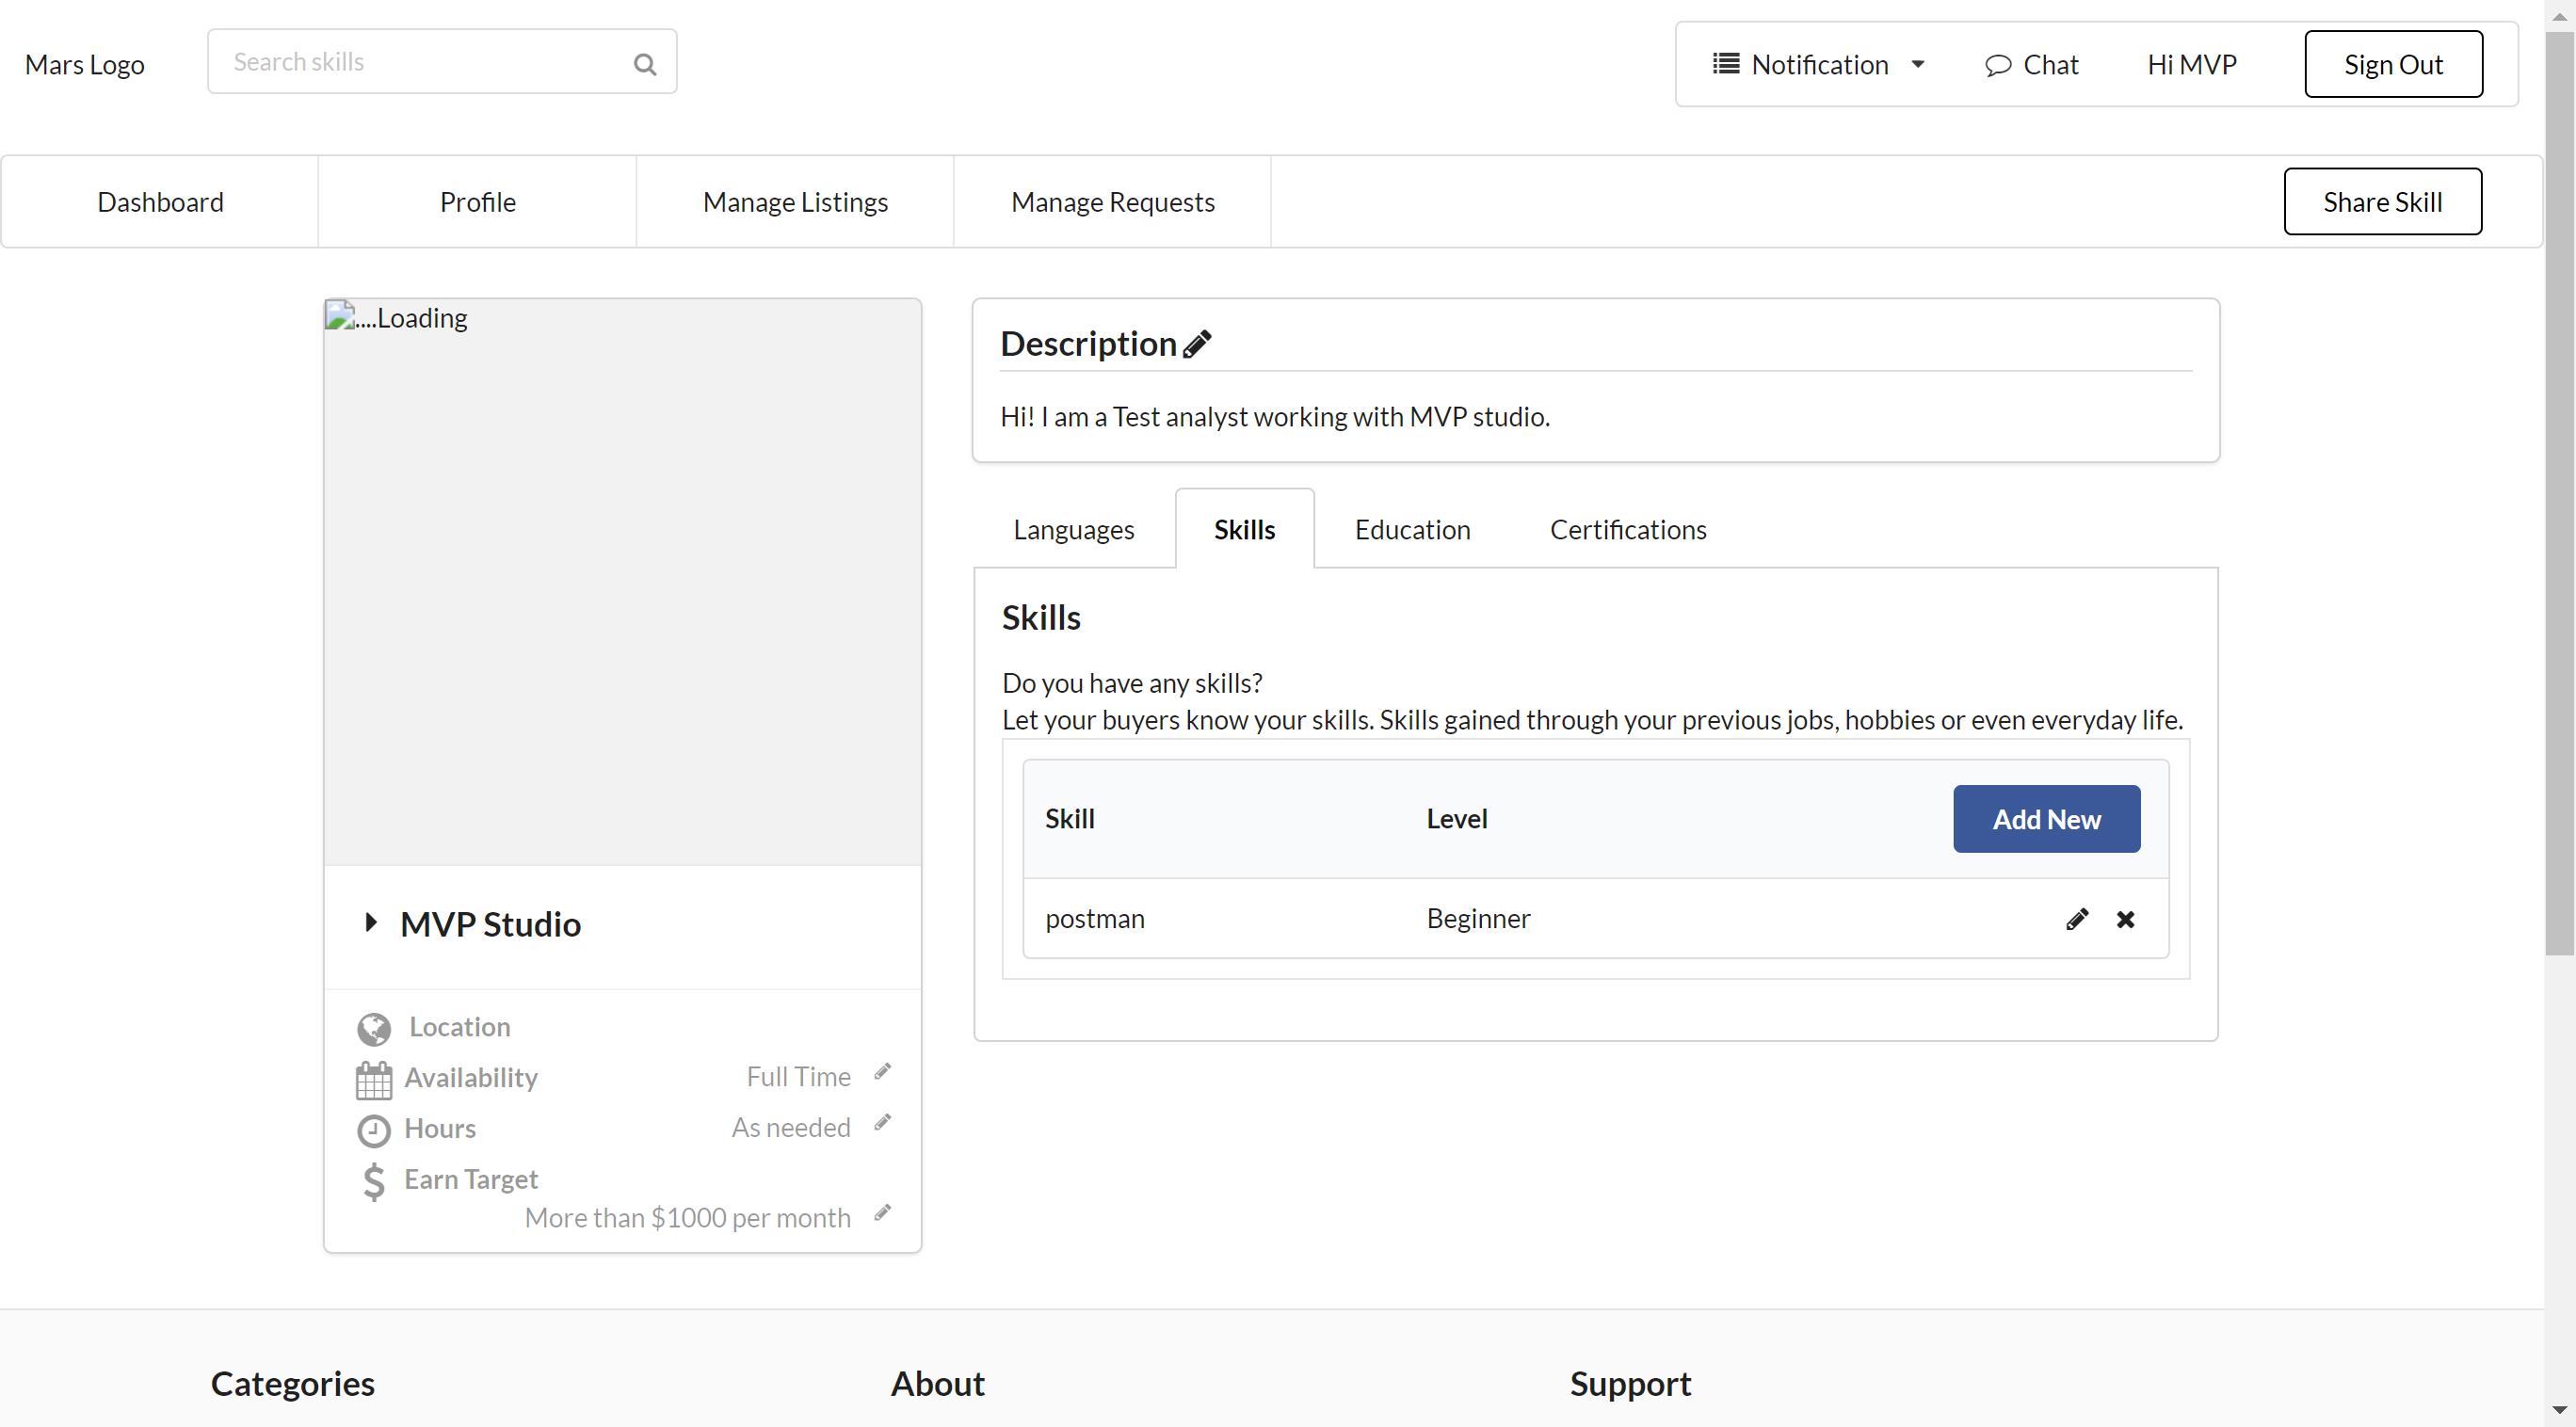 Mars Logo
Search skills
Notification
Chat
Hi MVP
Sign Out
Dashboard
Profile
Manage Listings
Manage Requests
Share Skill
....Loading
MVP Studio
Location
Availability
Full Time
Hours
As needed
Earn Target
More than $1000 per month
Description
Hi! I am a Test analyst working with MVP studio.
Languages
Skills
Education
Certifications
Skills
Do you have any skills?
Let your buyers know your skills. Skills gained through your previous jobs, hobbies or even everyday life.
Skill
Level
Add New
postman
Beginner
Categories
About
Support